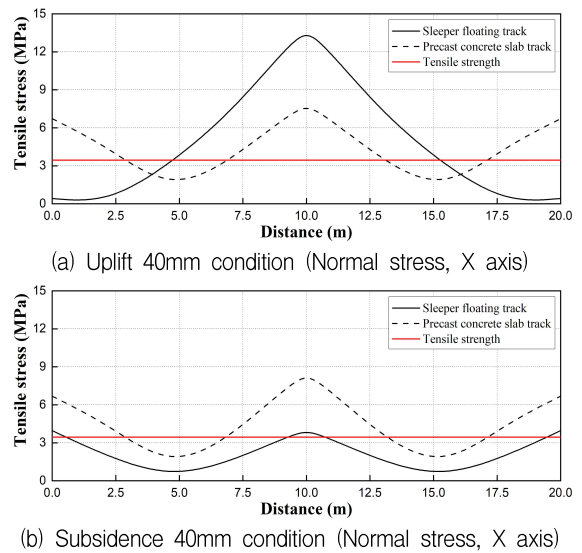 15
12
9
6
3
0
Tensile stress (MPa)
Sleeper floating track
Precast concrete slab track
Tensile strength
0.0 2.5 5.0 7.5 10.0 12.5 15.0 17.5 20.0
Distance (m)
(a) Uplift 40mm condition (Normal stress, X axis)
15
12
9
6
3
0
Tensile stress (MPa)
Sleeper floating track
Precast concrete slab track
Tensile strength
0.0 2.5 5.0 7.5 10.0 12.5 15.0 17.5 20.0
Distance (m)
(b) Subsidence 40mm condition (Normal stress, X axis)